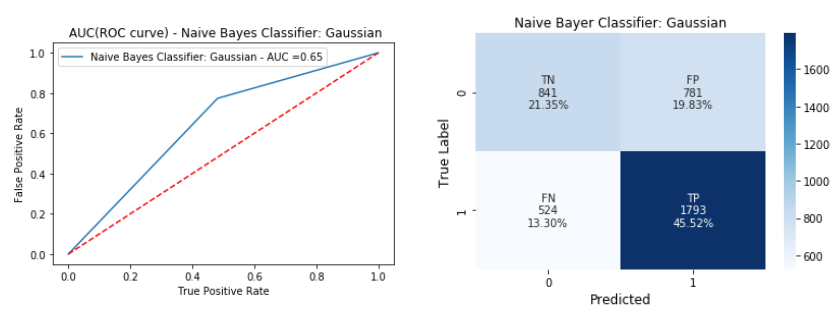 AUC(ROC curve) - Naive Bayes Classifier: Gaussian
Naive Bayes Classifier: Gaussian - AUC =0.65
1.0
0.8
0.6
0.4
0.2
0.0
False Positive Rate
0.0 0.2 0.4 0.6 0.8 1.0
True Positive Rate
Naive Bayer Classifier: Gaussian
True Label
0
1
TN
841
21.35%
FP
781
19.83%
FN
524
13.30%
TP
1793
45.52%
0 1
Predicted
1600
1400
1200
1000
800
600